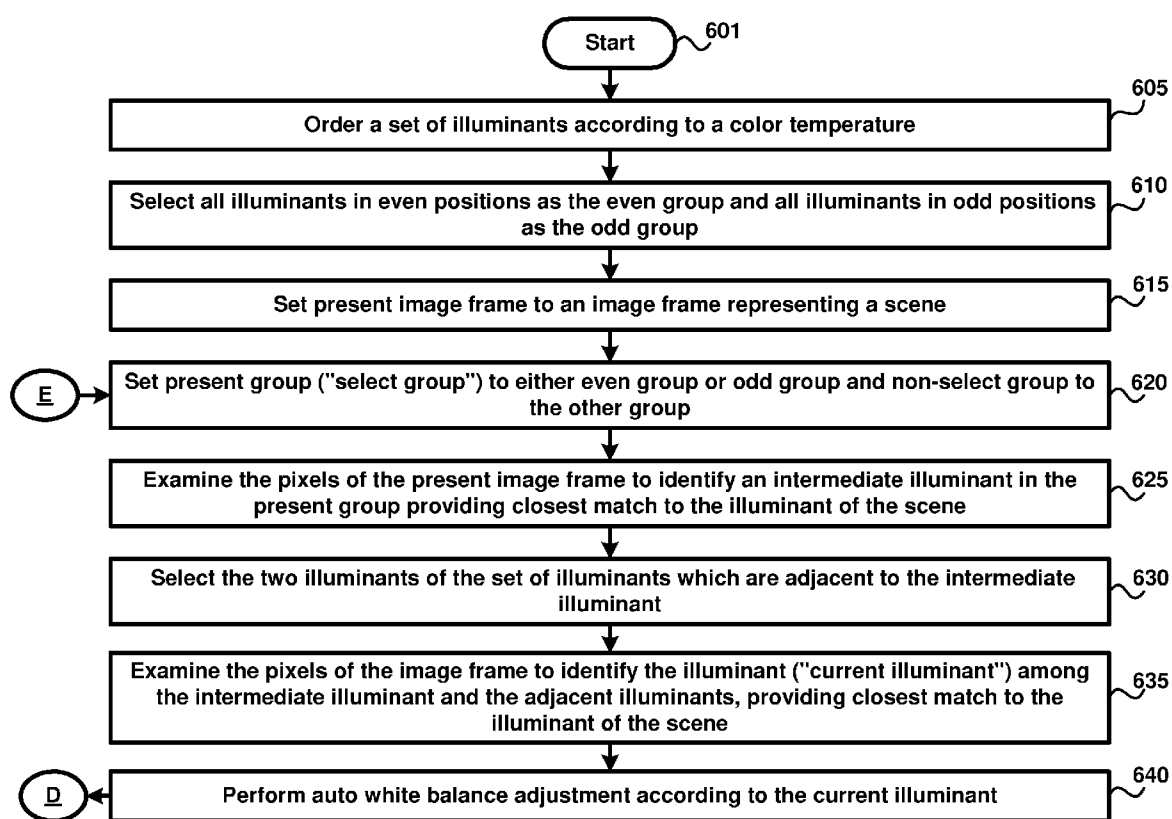 Start
601
605
Order a set of illuminants according to a color temperature
610
Select all illuminants in even positions as the even group and all illuminants in odd positions
as the odd group
615
Set present image frame to an image frame representing a scene
E
Set present group ("select group") to either even group or odd group and non-select group to
the other group
620
Examine the pixels of the present image frame to identify an intermediate illuminant in the
present group providing closest match to the illuminant of the scene
625
Select the two illuminants of the set of illuminants which are adjacent to the intermediate
illuminant
630
Examine the pixels of the image frame to identify the illuminant ("current illuminant") among
the intermediate illuminant and the adjacent illuminants, providing closest match to the
illuminant of the scene
635
640
D
Perform auto white balance adjustment according to the current illuminant